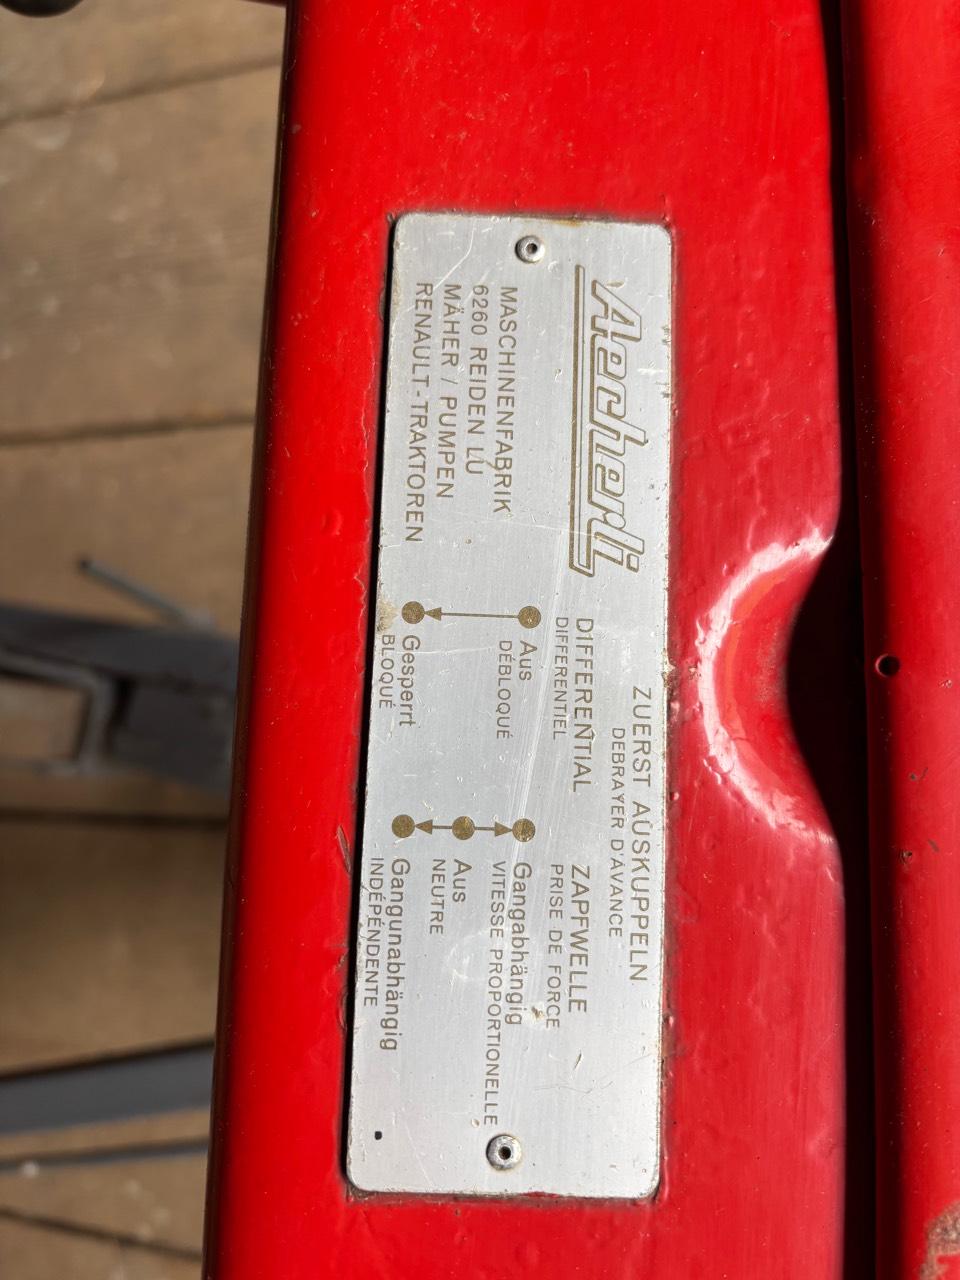 Aecherli
MASCHINENFABRIK
6260 REIDEN LU
MÄHER / PUMPEN
RENAULT-TRAKTOREN
ZUERST AUSKUPPELN
DEBRAYER D'AVANCE
DIFFERENTIAL
DIFFERENTIEL
Aus
DÉBLOQUÉ
Gesperrt
BLOQUÉ
ZAPFWELLE
PRISE DE FORCE
Gangabhängig
VITESSE PROPORTIONELLE
Aus
NEUTRE
Gangunabhängig
INDÉPÉNDENTE